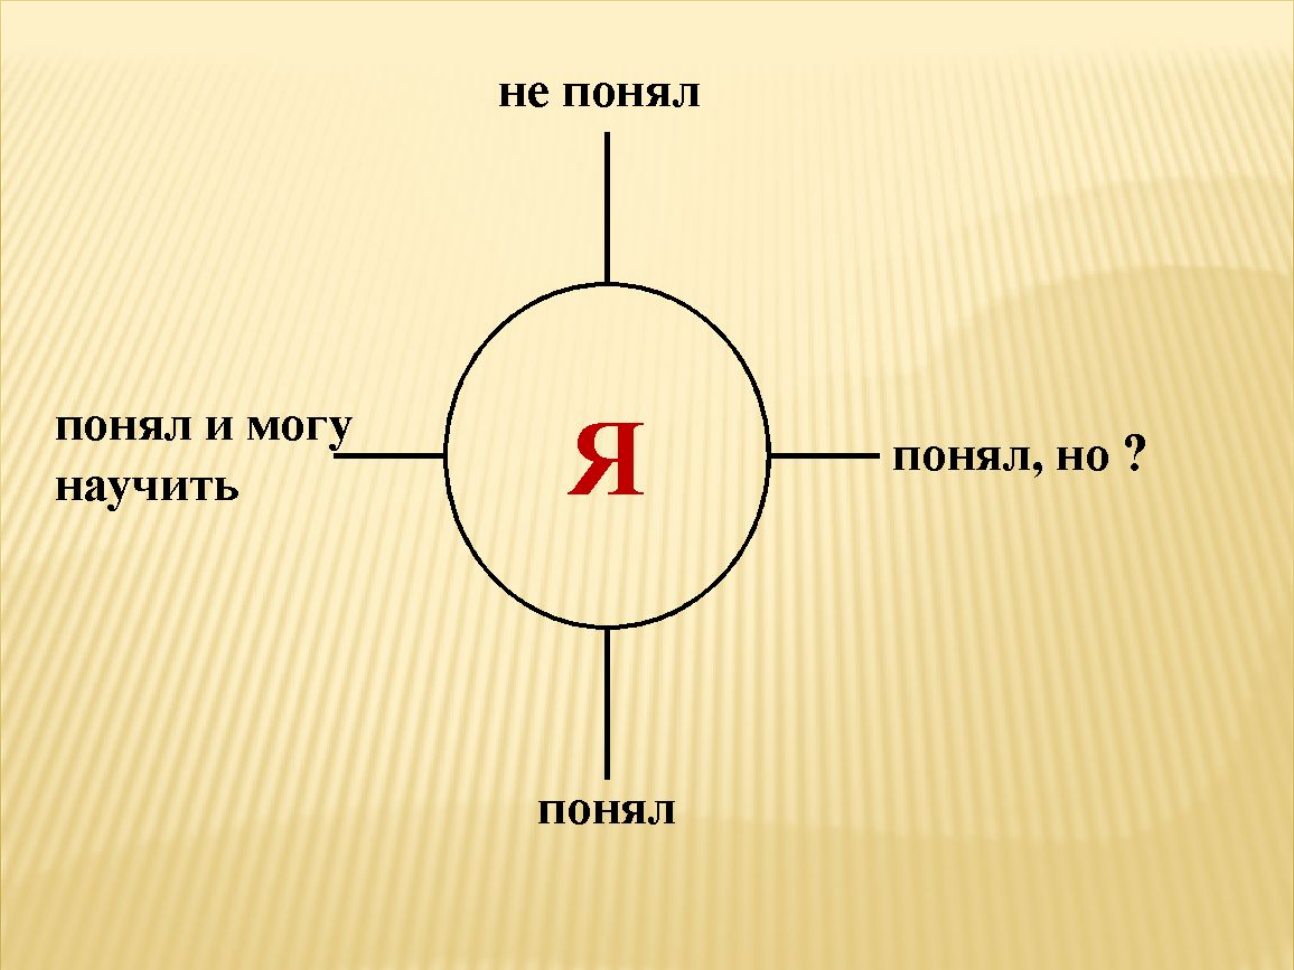 не понял
понял и могу
научить
Я
понял, но ?
понял